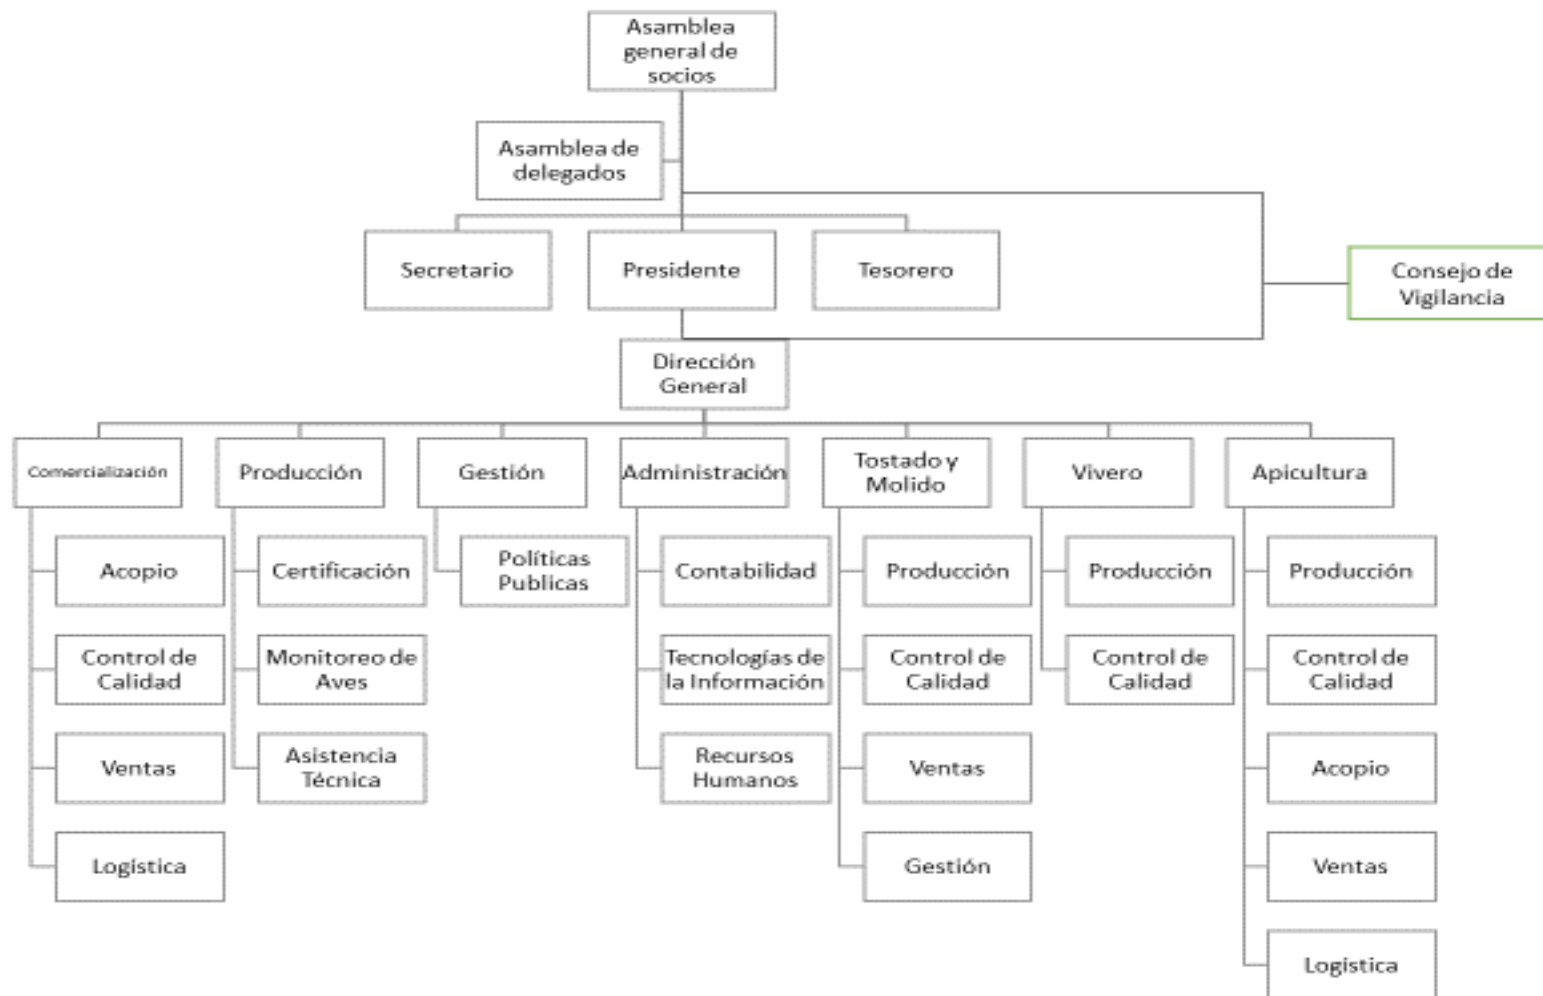 Asamblea
general de
socios
Asamblea de
delegados
Secretario
Presidente
Tesorero
Consejo de
Vigilancia
Dirección
General
Comercialización
Producción
Gestión
Administración
Tostado y
Molido
Vivero
Apicultura
Acopio
Certificación
Políticas
Publicas
Contabilidad
Producción
Producción
Producción
Control de
Calidad
Monitoreo de
Aves
Tecnologías de
la Información
Control de
Calidad
Control de
Calidad
Control de
Calidad
Ventas
Asistencia
Técnica
Recursos
Humanos
Ventas
Acopio
Logística
Gestión
Ventas
Logística